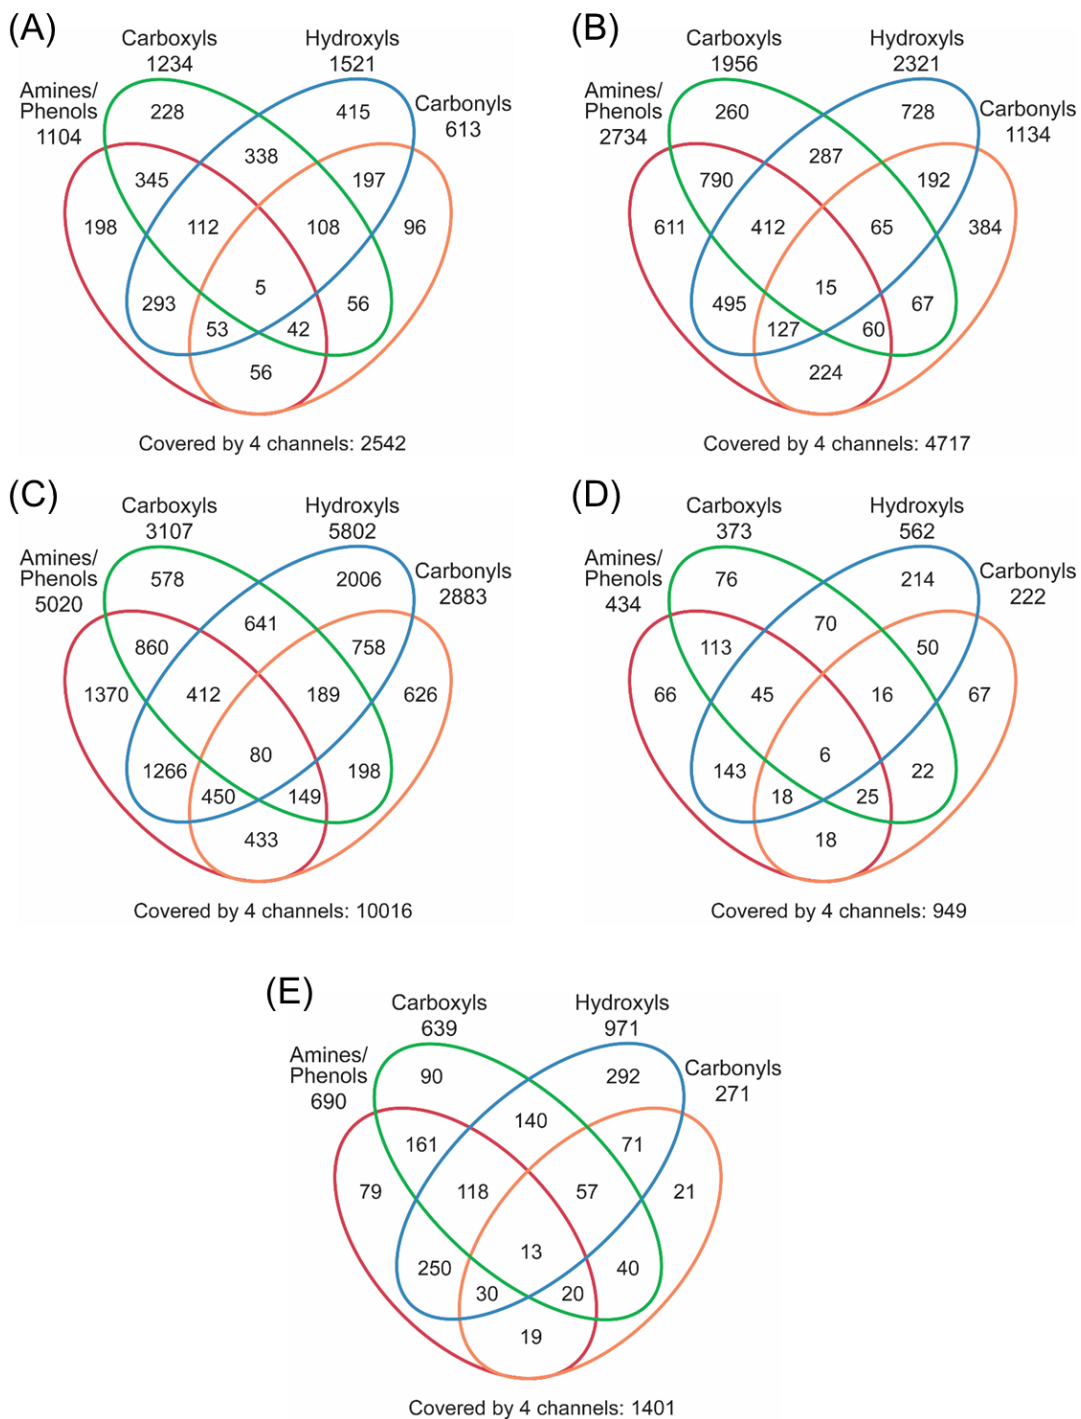 (A)
Carboxyls
1234
Hydroxyls
1521
Amines/
Phenols
1104
Carbonyls
613
228
415
338
345
197
198
112
108
96
5
293
56
53
42
56
Covered by 4 channels: 2542
(B)
Carboxyls
1956
Hydroxyls
2321
Amines/
Phenols
2734
Carbonyls
1134
260
728
287
790
192
611
412
65
384
15
495
67
127
60
224
Covered by 4 channels: 4717
(C)
Carboxyls
3107
Hydroxyls
5802
Amines/
Phenols
5020
Carbonyls
2883
578
2006
641
860
758
1370
412
189
626
80
1266
198
450
149
433
Covered by 4 channels: 10016
(D)
Carboxyls
373
Hydroxyls
562
Amines/
Phenols
434
Carbonyls
222
76
214
70
113
50
66
45
16
67
6
143
22
18
25
18
Covered by 4 channels: 949
(E)
Carboxyls
639
Hydroxyls
971
Amines/
Phenols
690
Carbonyls
271
90
292
140
161
71
79
118
57
21
13
250
40
30
20
19
Covered by 4 channels: 1401